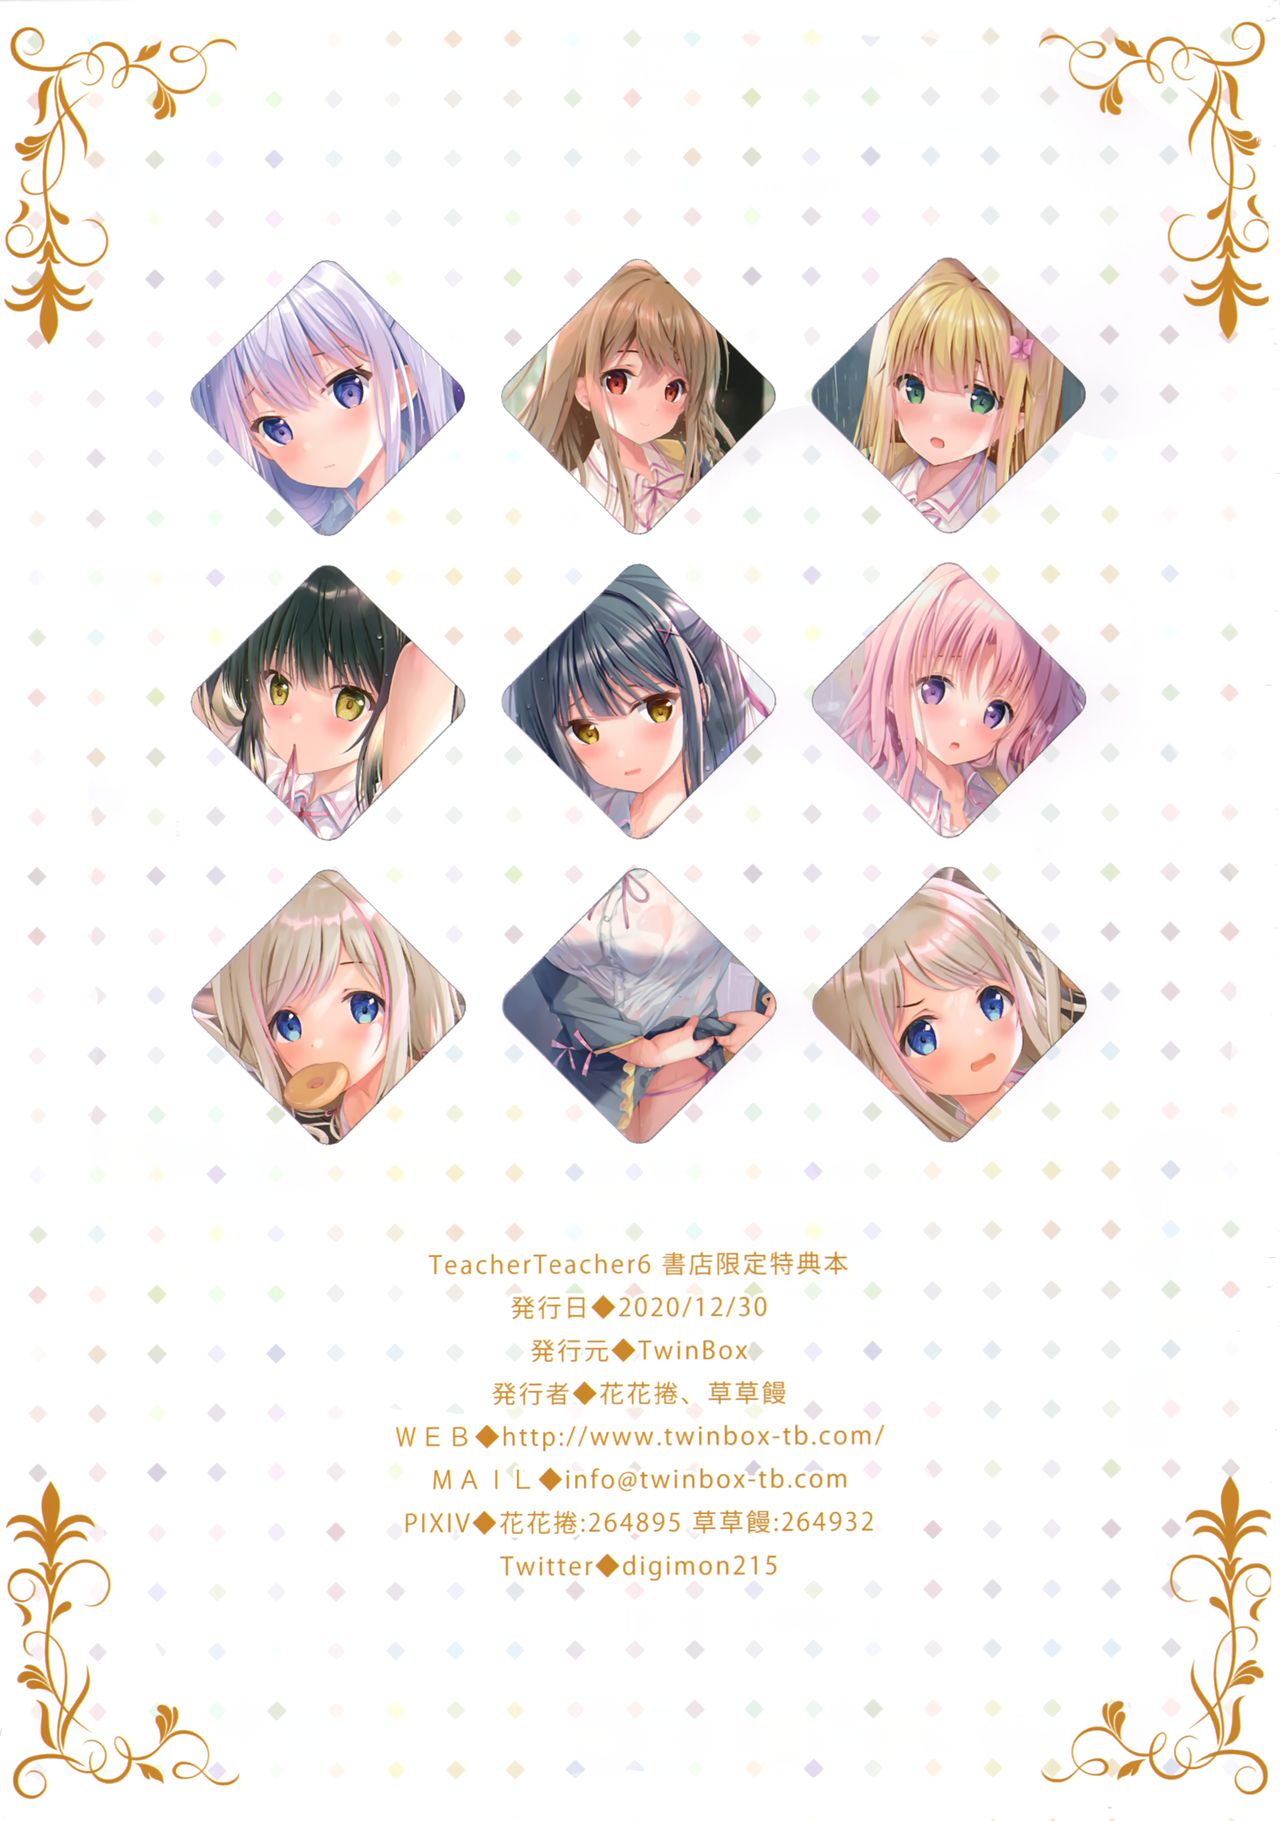 TeacherTeacher6 書店限定特典本
発行日◆2020/12/30
発行元◆TwinBox
発行者◆花花捲、草草饅
ＷＥＢ◆http://www.twinbox-tb.com/
ＭＡＩＬ◆info@twinbox-tb.com
PIXIV◆花花捲:264895 草草饅:264932
Twitter◆digimon215